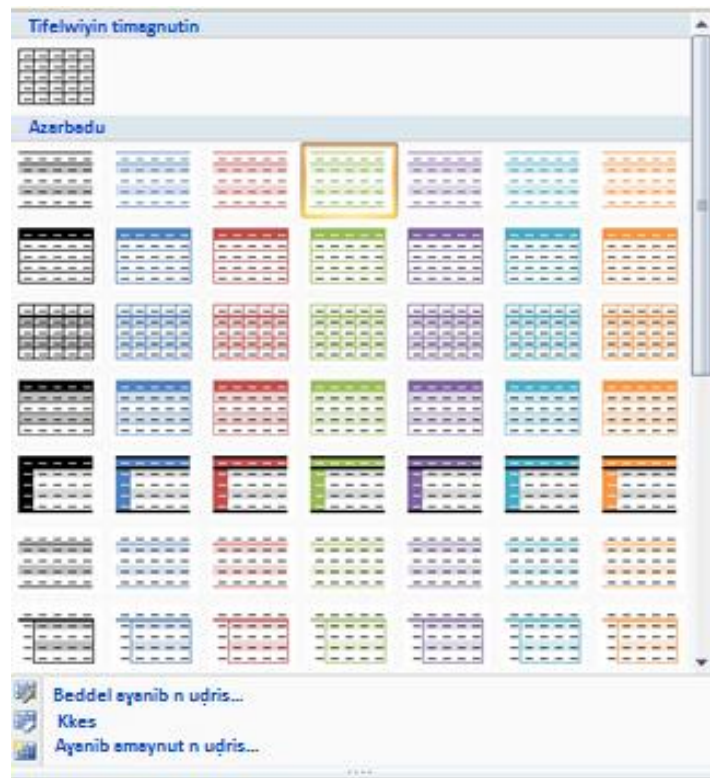 Tifelwiyin timagnutin
Azarbadu
Beddel ayanib n uḍris...
Kkes
Ayanib amaynut n uḍris...